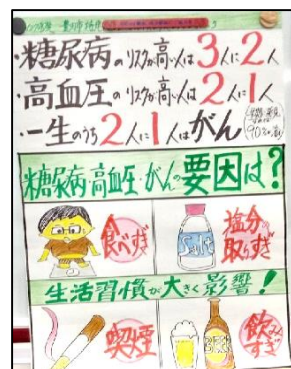 ・糖尿病のリスクが高い人は3人に2人
・高血圧のリスクが高い人は2人に1人
・一生のうち2人に1人はがん
90%
糖尿病 高血圧・がんの要因は?
食べすぎ
Salt
塩分の取りすぎ
生活習慣が大きく影響!
喫煙
BEER
飲みすぎ